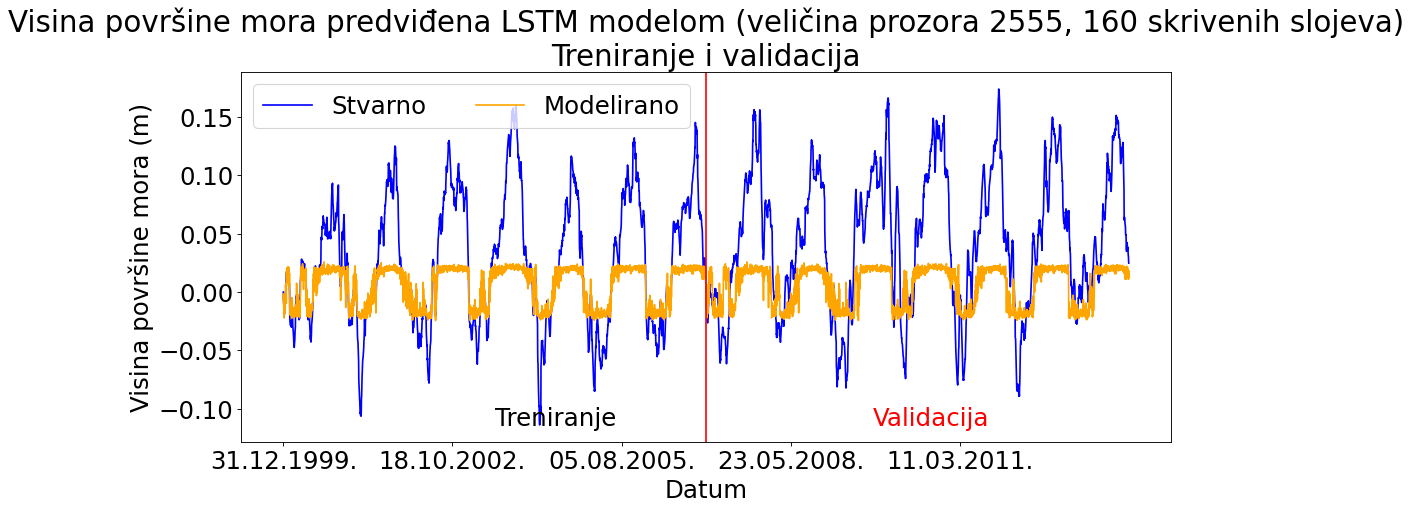 Visina površine mora predviđena LSTM modelom (veličina prozora 2555, 160 skrivenih slojeva)
Treniranje i validacija
Stvarno
Modelirano
Visina površine mora (m)
0.15
0.10
0.05
0.00
−0.05
−0.10
Treniranje
Validacija
31.12.1999.
18.10.2002.
05.08.2005.
23.05.2008.
11.03.2011.
Datum